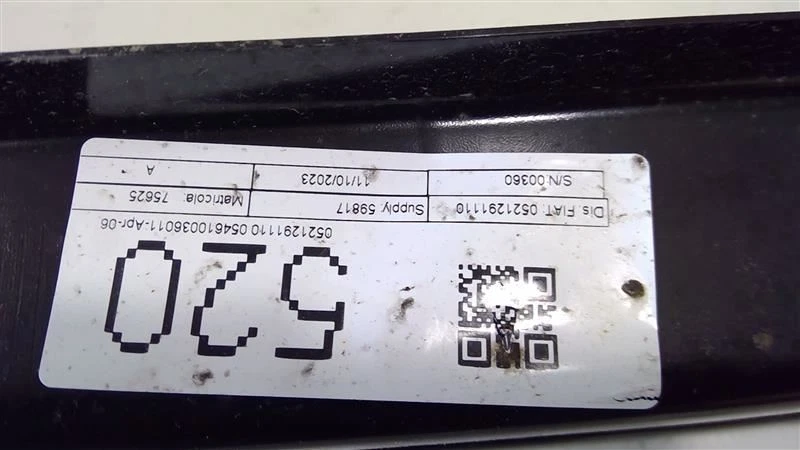 520
0521291110 054610036011-Apr-06
Dis. FIAT: 0521291110 Supply. 59817 Matricola: 75625
S/N:00360 11/10/2023 A